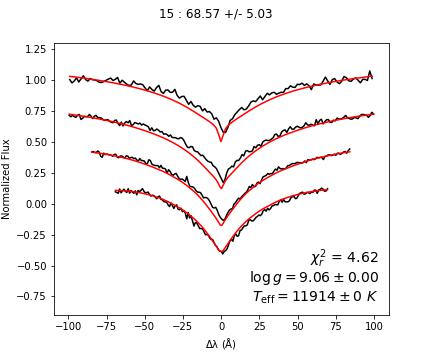 15 : 68.57 +/- 5.03
1.25
1.00
0.75
0.50
0.25
0.00
−0.25
−0.50
−0.75
Normalized Flux
χ²ᵣ = 4.62
log g = 9.06 ± 0.00
Teff = 11914 ± 0 K
−100 −75 −50 −25 0 25 50 75 100
Δλ (Å)